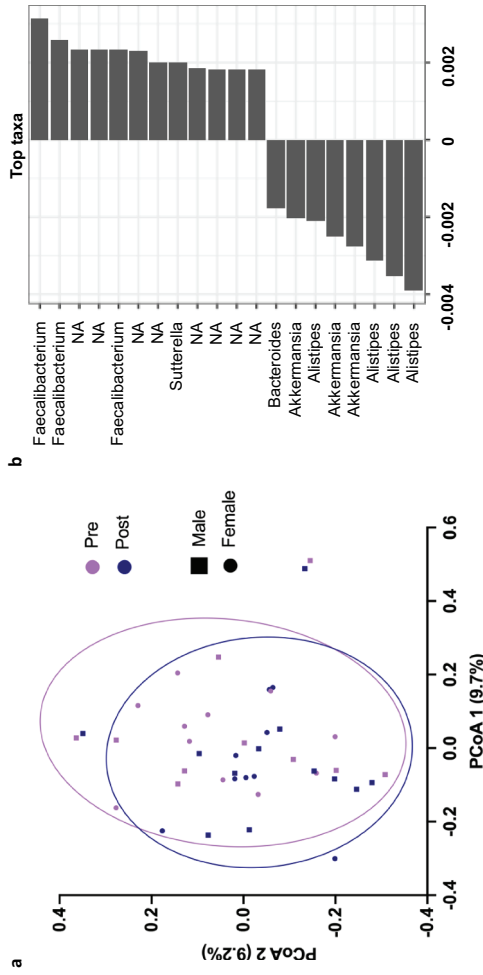 a
0.4
0.2
0.0
-0.2
-0.4
PCoA 2 (9.2%)
-0.4
-0.2
0.0
0.2
0.4
0.6
PCoA 1 (9.7%)
Pre
Post
Male
Female
b
Top taxa
Faecalibacterium
Faecalibacterium
NA
NA
Faecalibacterium
NA
NA
Sutterella
NA
NA
NA
NA
Bacteroides
Akkermansia
Alistipes
Akkermansia
Akkermansia
Alistipes
Alistipes
Alistipes
-0.004
-0.002
0
0.002